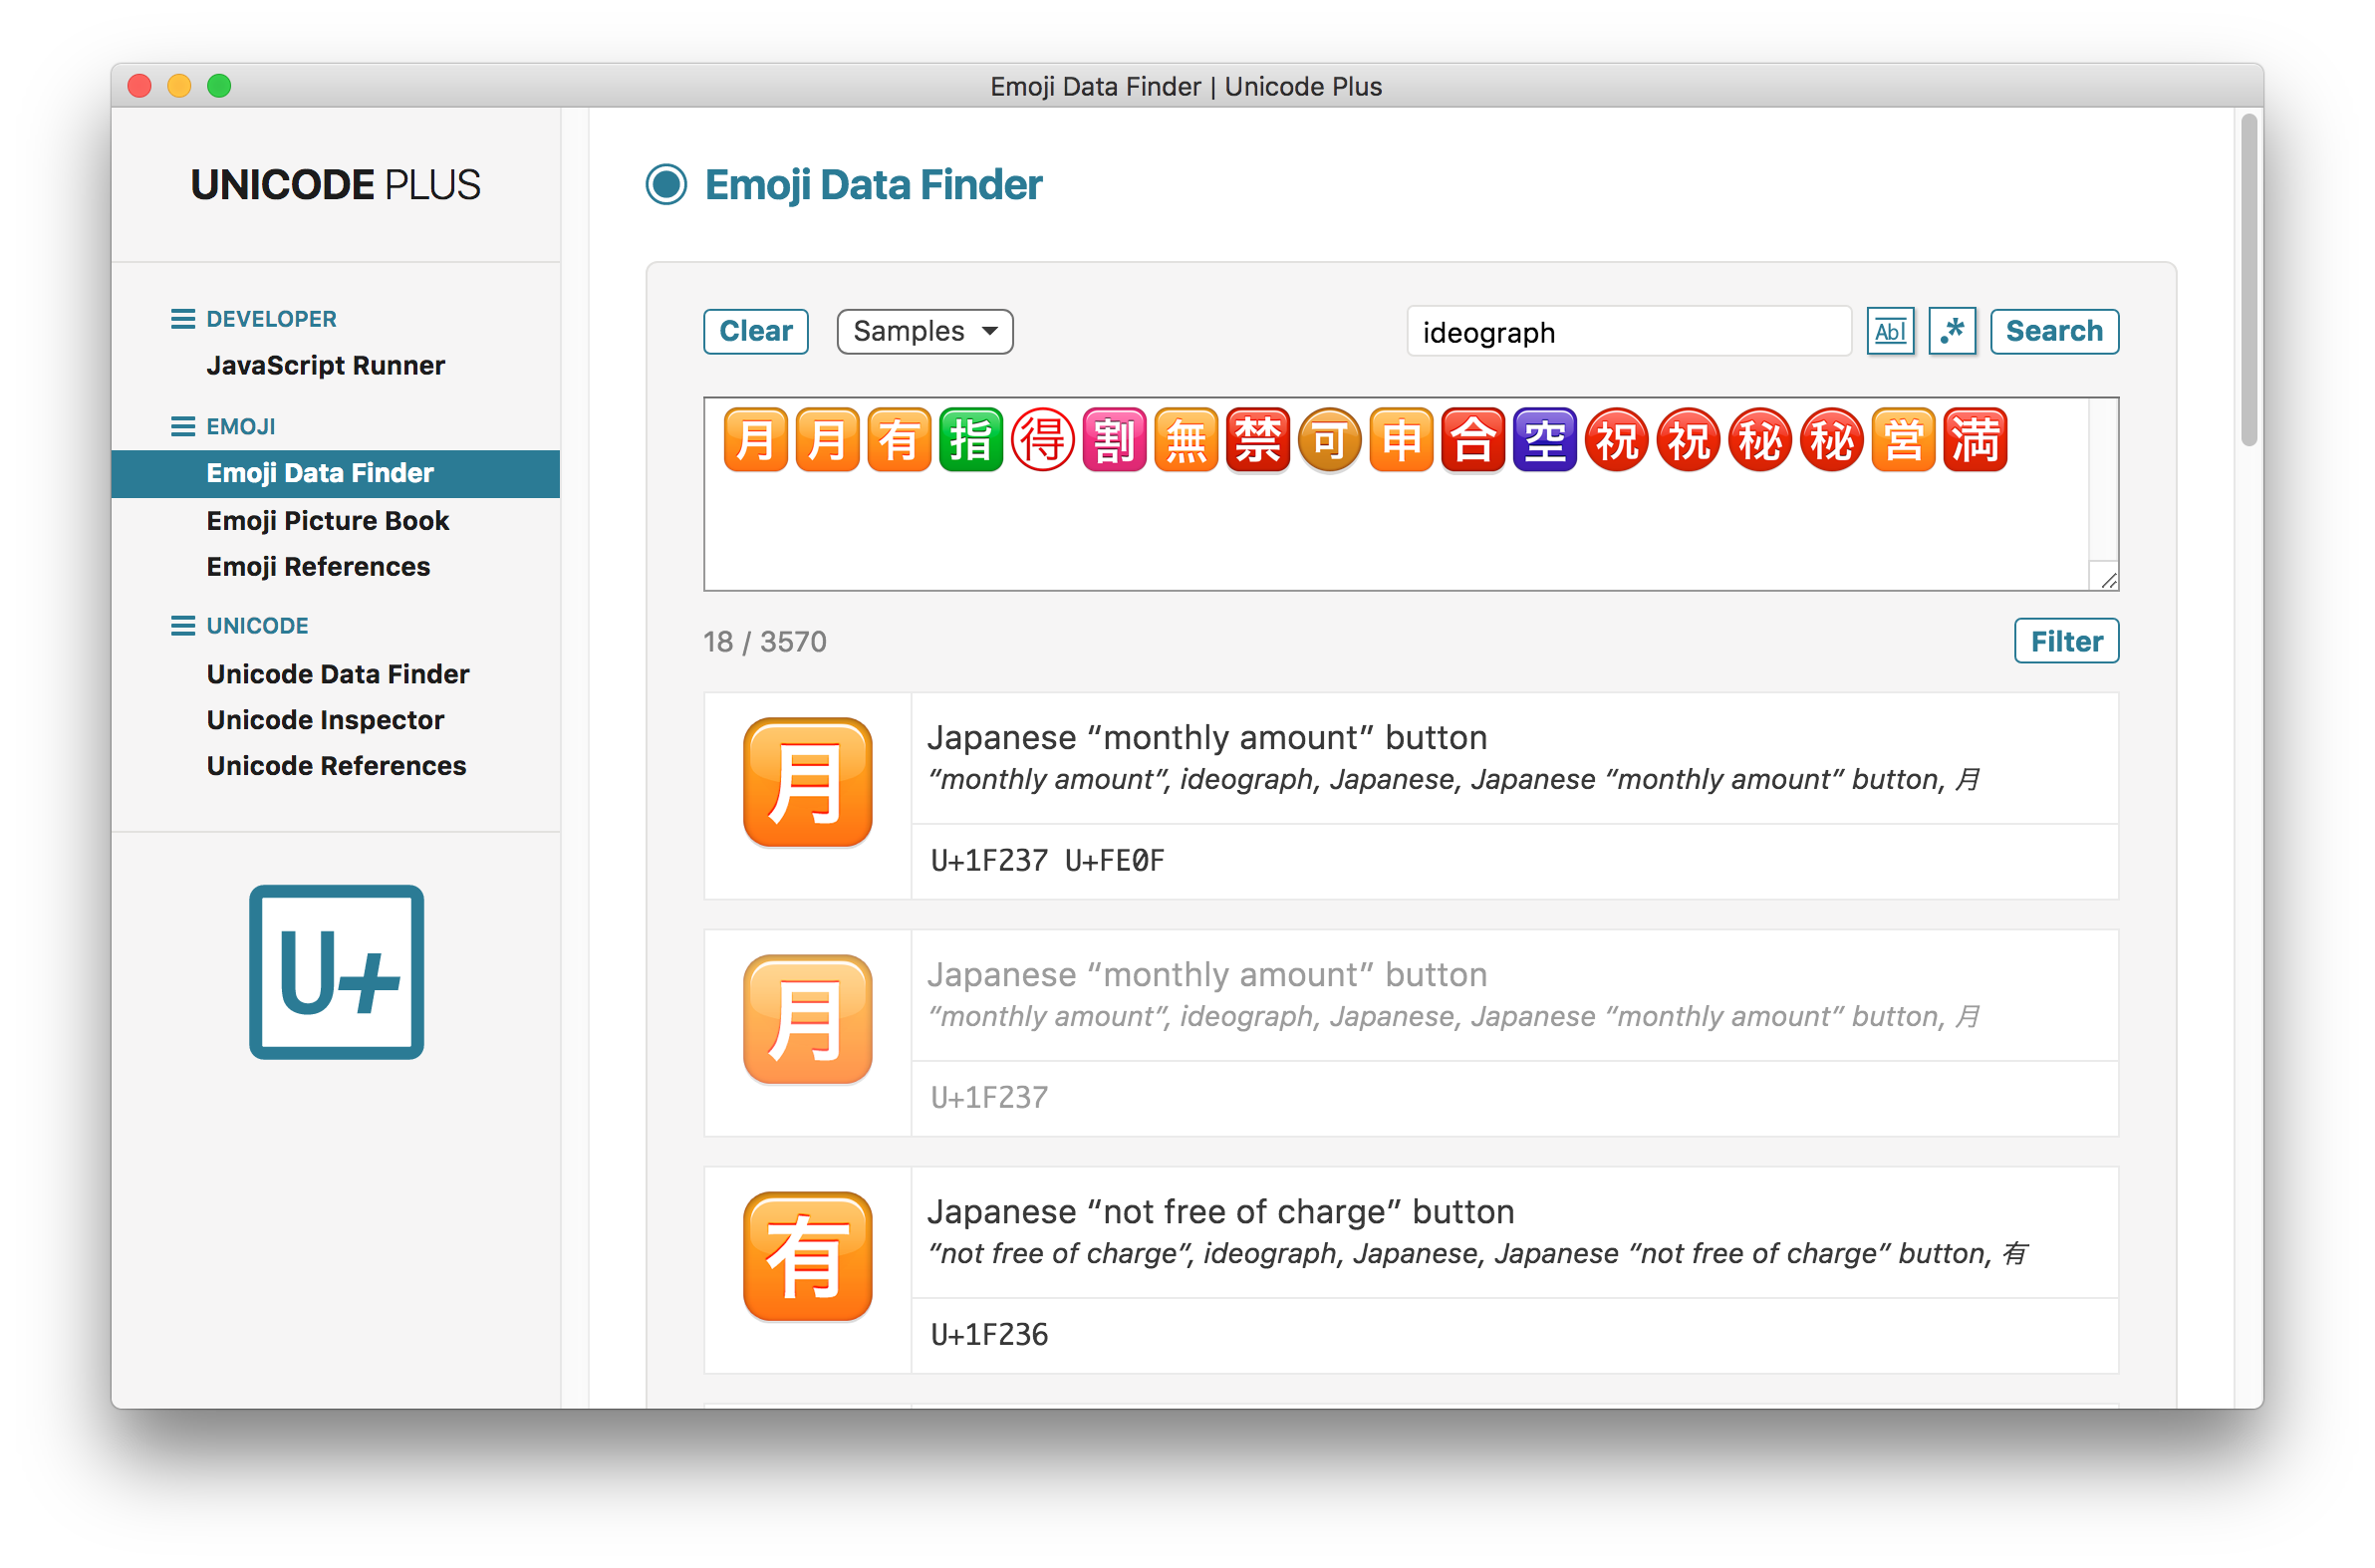 Emoji Data Finder | Unicode Plus
UNICODE PLUS
DEVELOPER
JavaScript Runner
EMOJI
Emoji Data Finder
Emoji Picture Book
Emoji References
UNICODE
Unicode Data Finder
Unicode Inspector
Unicode References
U+
Emoji Data Finder
Clear Samples ideograph Abl .* Search
月 月 有 指 得 割 無 禁 可 申 合 空 祝 祝 秘 秘 営 満
18 / 3570 Filter
月
Japanese “monthly amount” button
“monthly amount”, ideograph, Japanese, Japanese “monthly amount” button, 月
U+1F237 U+FE0F
月
Japanese “monthly amount” button
“monthly amount”, ideograph, Japanese, Japanese “monthly amount” button, 月
U+1F237
有
Japanese “not free of charge” button
“not free of charge”, ideograph, Japanese, Japanese “not free of charge” button, 有
U+1F236